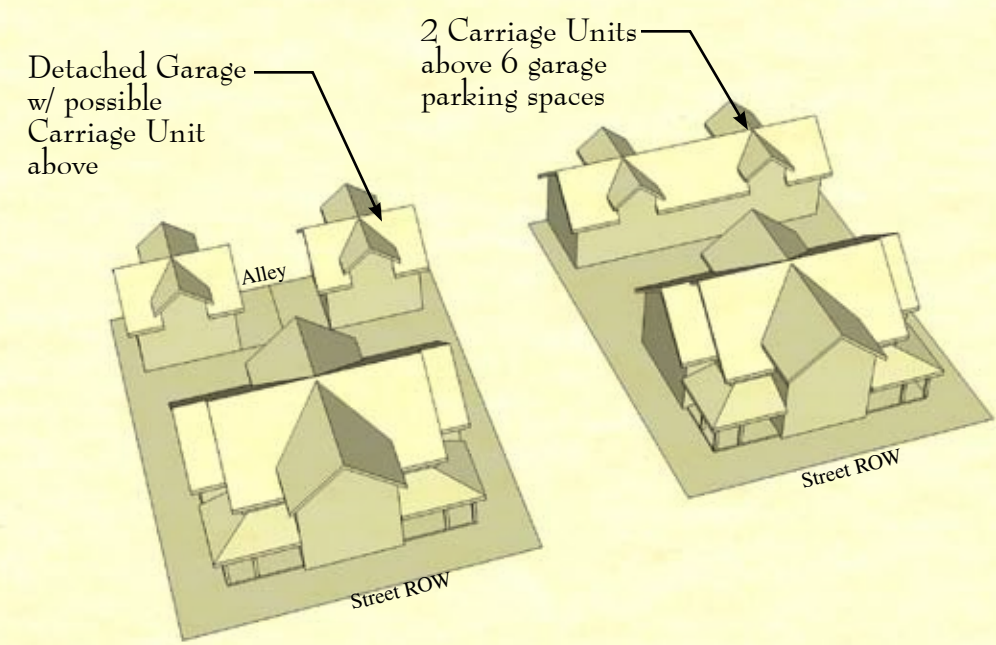 Detached Garage
w/ possible
Carriage Unit
above
2 Carriage Units
above 6 garage
parking spaces
Alley
Street ROW
Street ROW